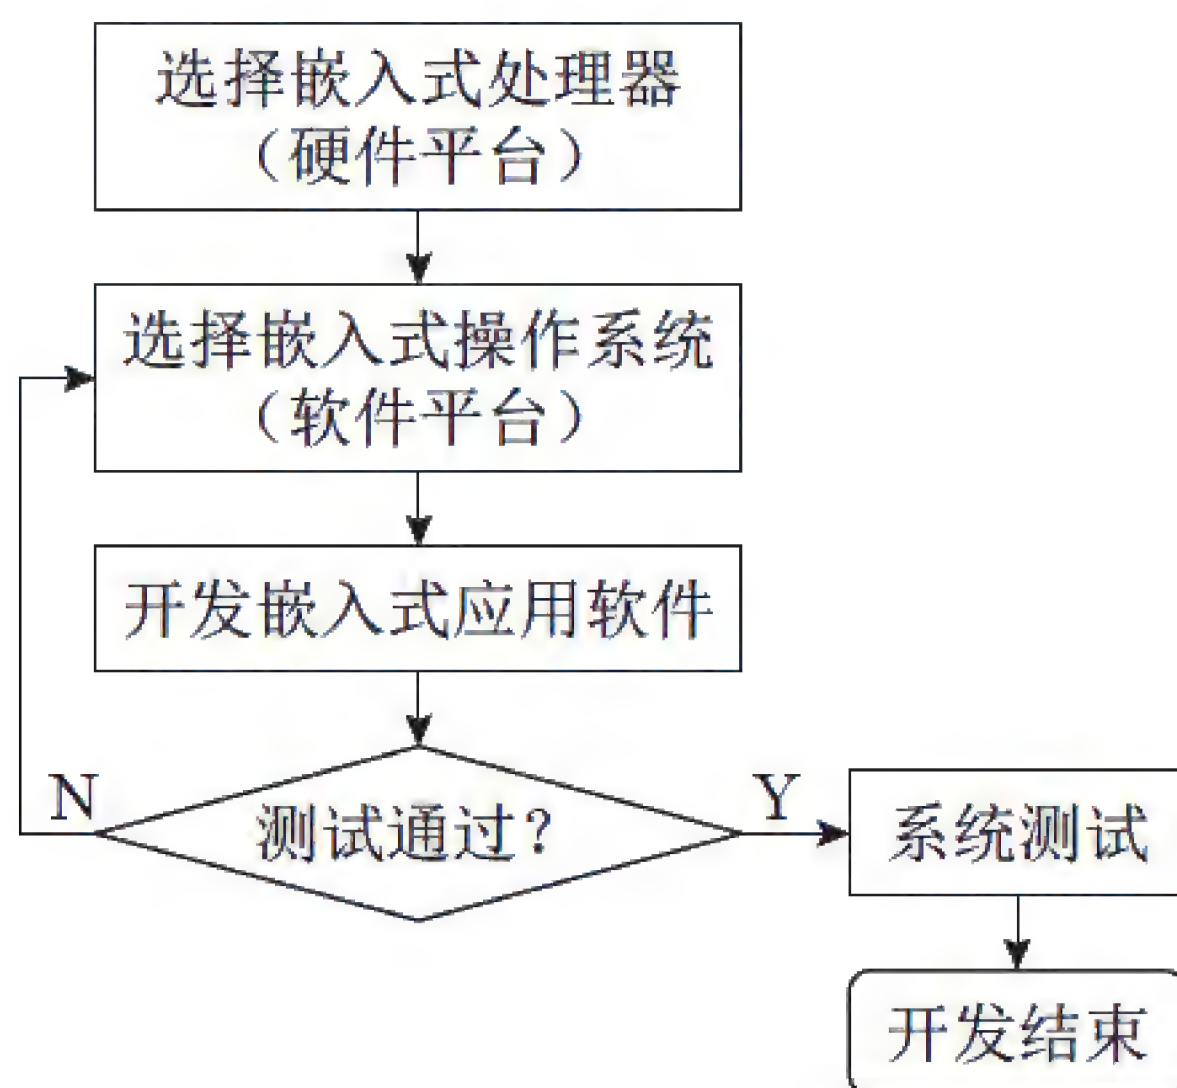 选择嵌入式处理器
（硬件平台）
选择嵌入式操作系统
（软件平台）
开发嵌入式应用软件
测试通过？
N
Y
系统测试
开发结束